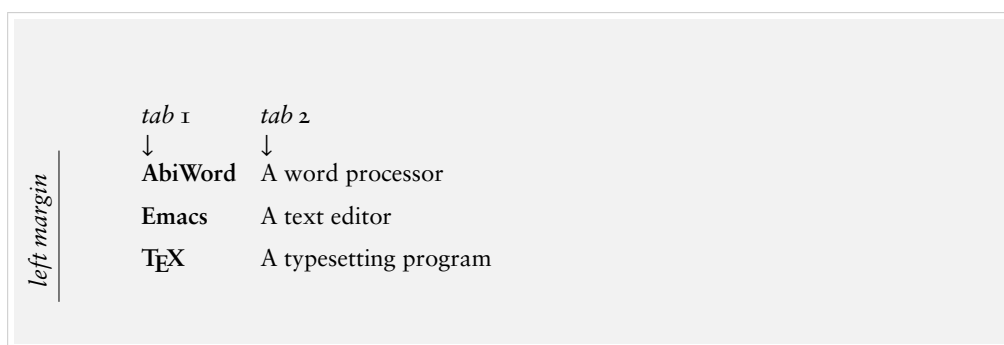 tab 1 tab 2
↓ ↓
AbiWord A word processor
Emacs A text editor
TEX A typesetting program
left margin